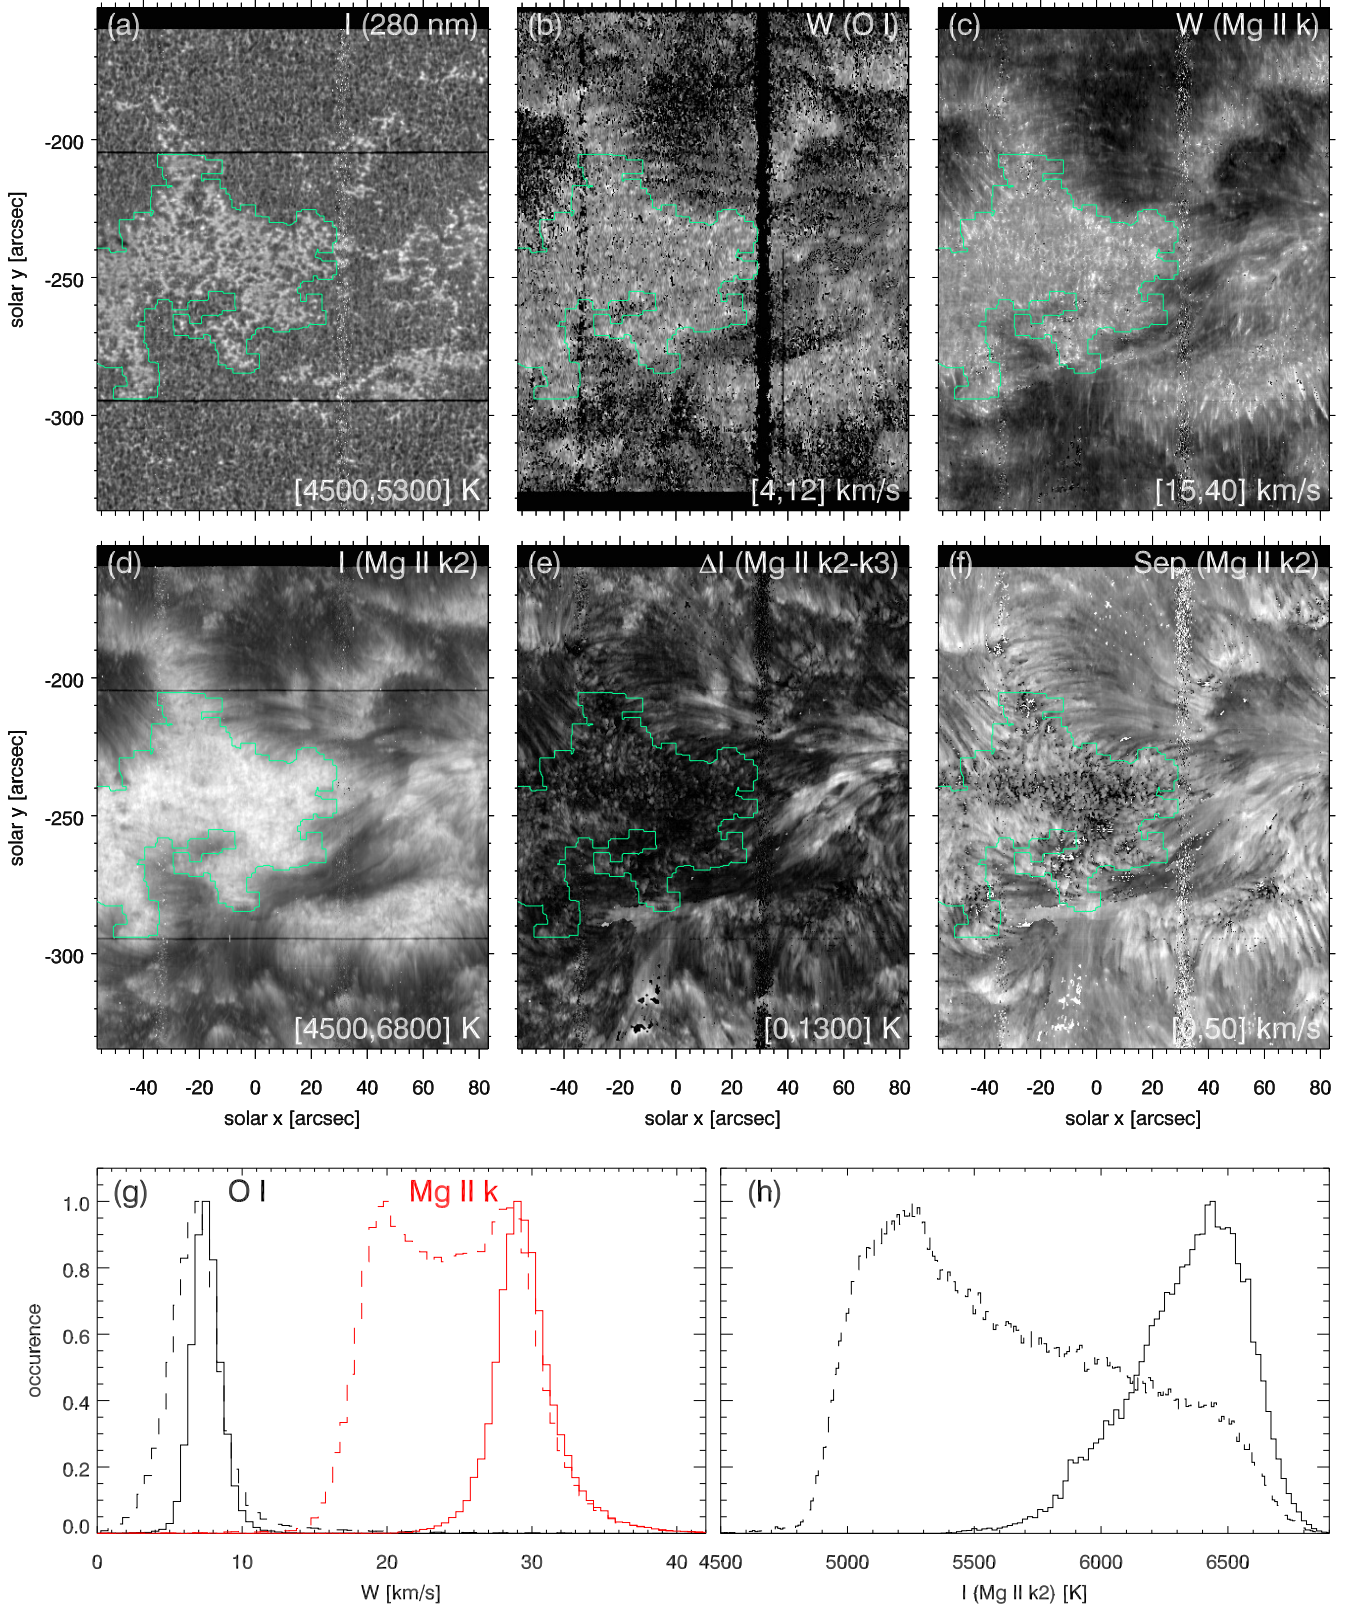 (a) I (280 nm)
(b) W (O I)
(c) W (Mg II k)
-200
-250
-300
solar y [arcsec]
[4500,5300] K
[4,12] km/s
[15,40] km/s
(d) I (Mg II k2)
(e) ΔI (Mg II k2-k3)
(f) Sep (Mg II k2)
-200
-250
-300
solar y [arcsec]
[4500,6800] K
[0,1300] K
[0,50] km/s
-40 -20 0 20 40 60 80
-40 -20 0 20 40 60 80
-40 -20 0 20 40 60 80
solar x [arcsec]
solar x [arcsec]
solar x [arcsec]
(g) O I Mg II k
(h)
1.0
0.8
0.6
0.4
0.2
0.0
occurence
0 10 20 30 40
4500 5000 5500 6000 6500
W [km/s]
I (Mg II k2) [K]